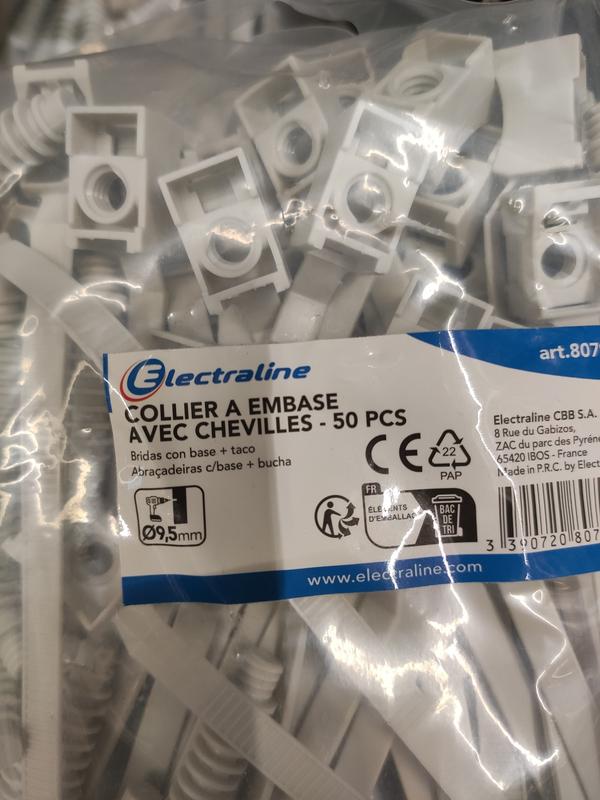 art.807
Electraline
COLLIER A EMBASE
AVEC CHEVILLES - 50 PCS
Bridas con base + taco
Abraçadeiras c/base + bucha
Electraline CBB S.A.
8 Rue du Gabizos,
ZAC du parc des Pyréné
65420 IBOS - France
Made in P.R.C. by Elect
CE
22
PAP
Ø9,5mm
FR
ÉLÉMENTS
D'EMBALLAGE
BAC
DE
TRI
3 390720 807
www.electraline.com